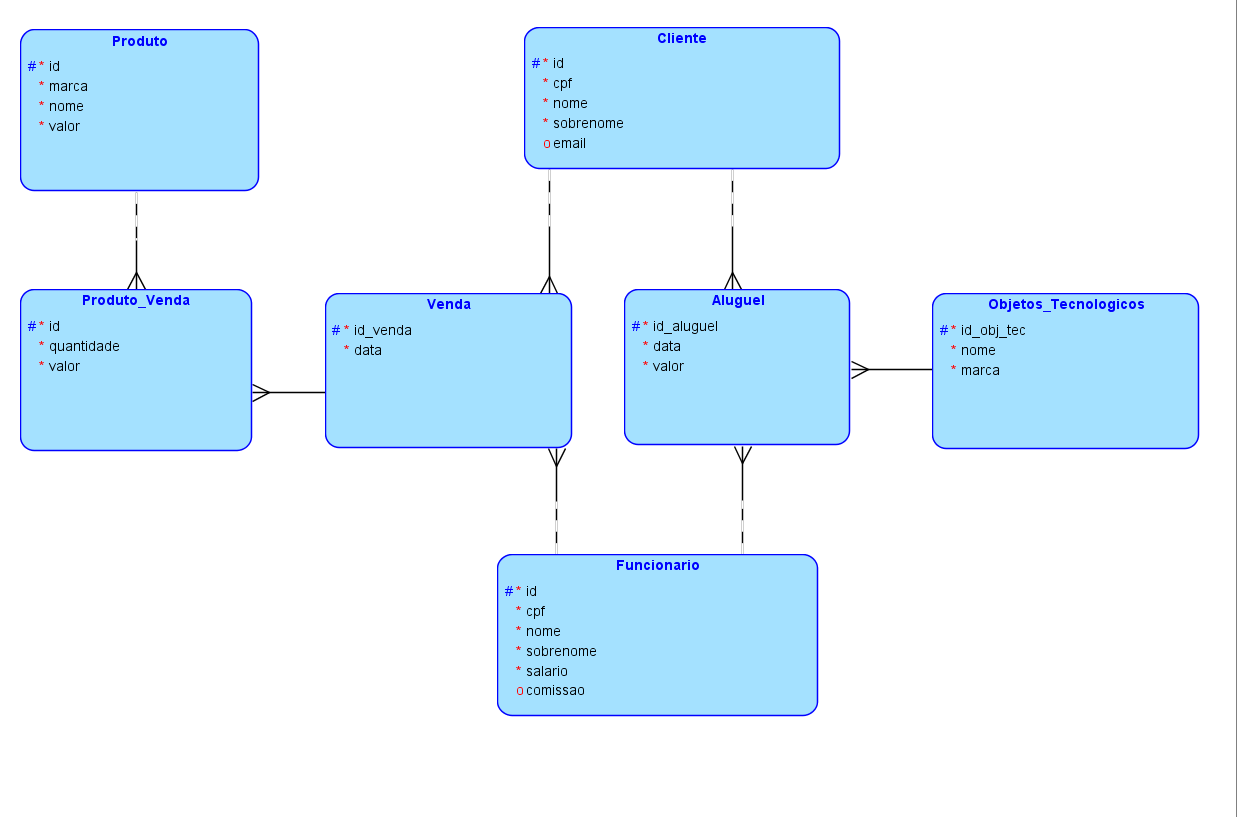 Produto
#* id
* marca
* nome
* valor
Cliente
#* id
* cpf
* nome
* sobrenome
o email
Produto_Venda
#* id
* quantidade
* valor
Venda
#* id_venda
* data
Aluguel
#* id_aluguel
* data
* valor
Objetos_Tecnologicos
#* id_obj_tec
* nome
* marca
Funcionario
#* id
* cpf
* nome
* sobrenome
* salario
o comissao